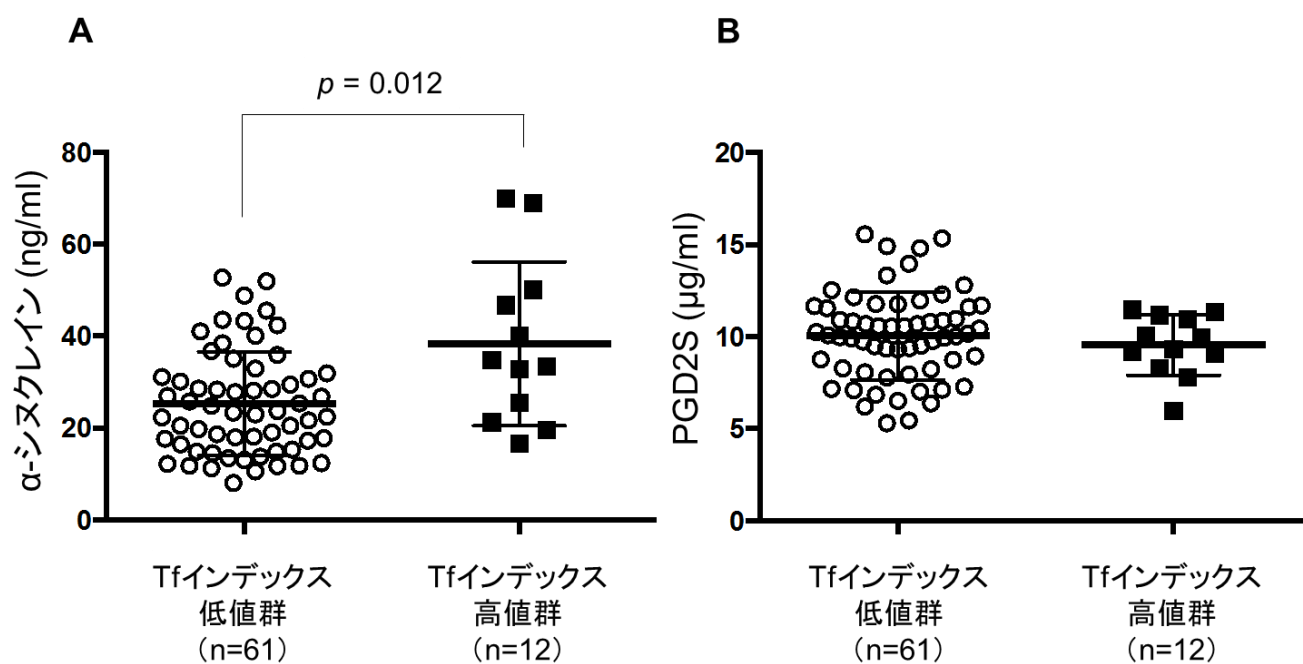 A
p = 0.012
α-シヌクレイン (ng/ml)
80
60
40
20
0
Tfインデックス
低値群
（n=61）
Tfインデックス
高値群
（n=12）
B
PGD2S (μg/ml)
20
15
10
5
0
Tfインデックス
低値群
（n=61）
Tfインデックス
高値群
（n=12）